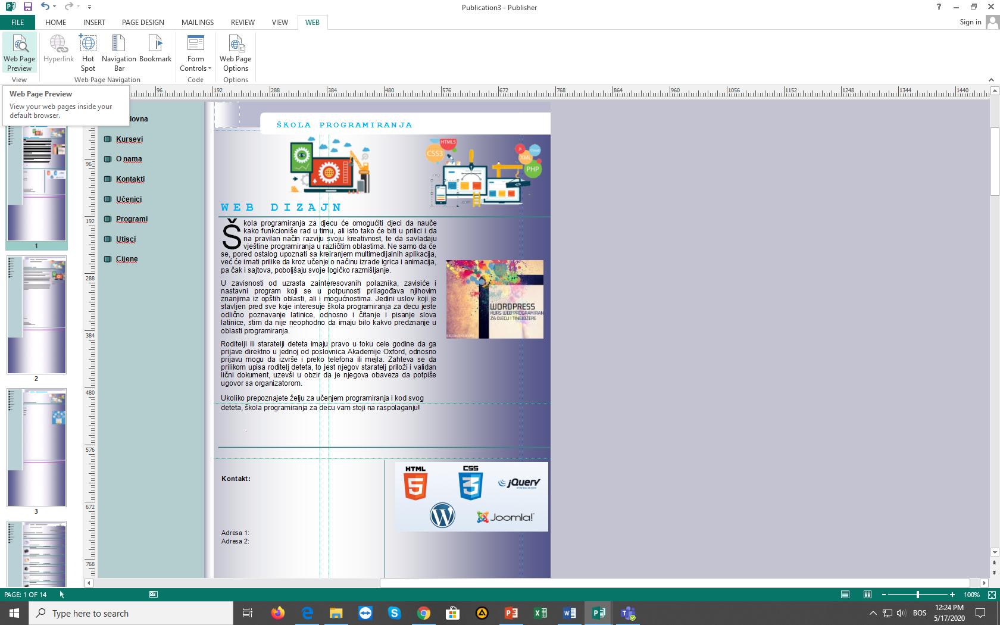 Publication3 - Publisher
FILE HOME INSERT PAGE DESIGN MAILINGS REVIEW VIEW WEB
Sign in
Web Page Preview
Hyperlink
Hot Spot
Navigation Bar
Bookmark
Form Controls
Web Page Options
View
Web Page Navigation
Code
Options
Web Page Preview
View your web pages inside your
default browser.
96 192 288 384 480 576 672 768 864 960 1056 1152 1248 1344 1440
96
192
288
384
480
576
672
768
1
2
3
lovna
Kursevi
O nama
Kontakti
Učenici
Programi
Utisci
Cijene
ŠKOLA PROGRAMIRANJA
HTML5
CSS3
js
Cloud
XML
PHP
.com
WEB DIZAJN
Škola programiranja za djecu će omogućiti djeci da nauče
kako funkcioniše rad u timu, ali isto tako će biti u prilici i da
na pravilan način razviju svoju kreativnost, te da savladaju
vještine programiranja u različitim oblastima. Ne samo da će
se, pored ostalog upoznati sa kreiranjem multimedijalnih aplikacija,
već će imati prilike da kroz učenje o načinu izrade igrica i animacija,
pa čak i sajtova, poboljšaju svoje logičko razmišljanje.
U zavisnosti od uzrasta zainteresovanih polaznika, zavisiće i
nastavni program koji se u potpunosti prilagođava njihovim
znanjima iz opštih oblasti, ali i mogućnostima. Jedini uslov koji je
stavljen pred sve koje interesuje škola programiranja za decu jeste
odlično poznavanje latinice, odnosno i čitanje i pisanje slova
latinice, stim da nije neophodno da imaju bilo kakvo predznanje u
oblasti programiranja.
Roditelji ili staratelji deteta imaju pravo u toku cele godine da ga
prijave direktno u jednoj od poslovnica Akademije Oxford, odnosno
prijavu mogu da izvrše i preko telefona ili mejla. Zahteva se da
prilikom upisa roditelj deteta, to jest njegov staratelj priloži i validan
lični dokument, uzevši u obzir da je njegova obaveza da potpiše
ugovor sa organizatorom.
Ukoliko prepoznajete želju za učenjem programiranja i kod svog
deteta, škola programiranja za decu vam stoji na raspolaganju!
.
WORDPRESS
KURS WEB PROGRAMIRAN
ZA DJECU I TINEJDŽERE
Kontakt:
Adresa 1:
Adresa 2:
HTML
5
CSS
3
jQuery
Joomla!
PAGE: 1 OF 14
100%
Type here to search
BOS
12:24 PM
5/17/2020